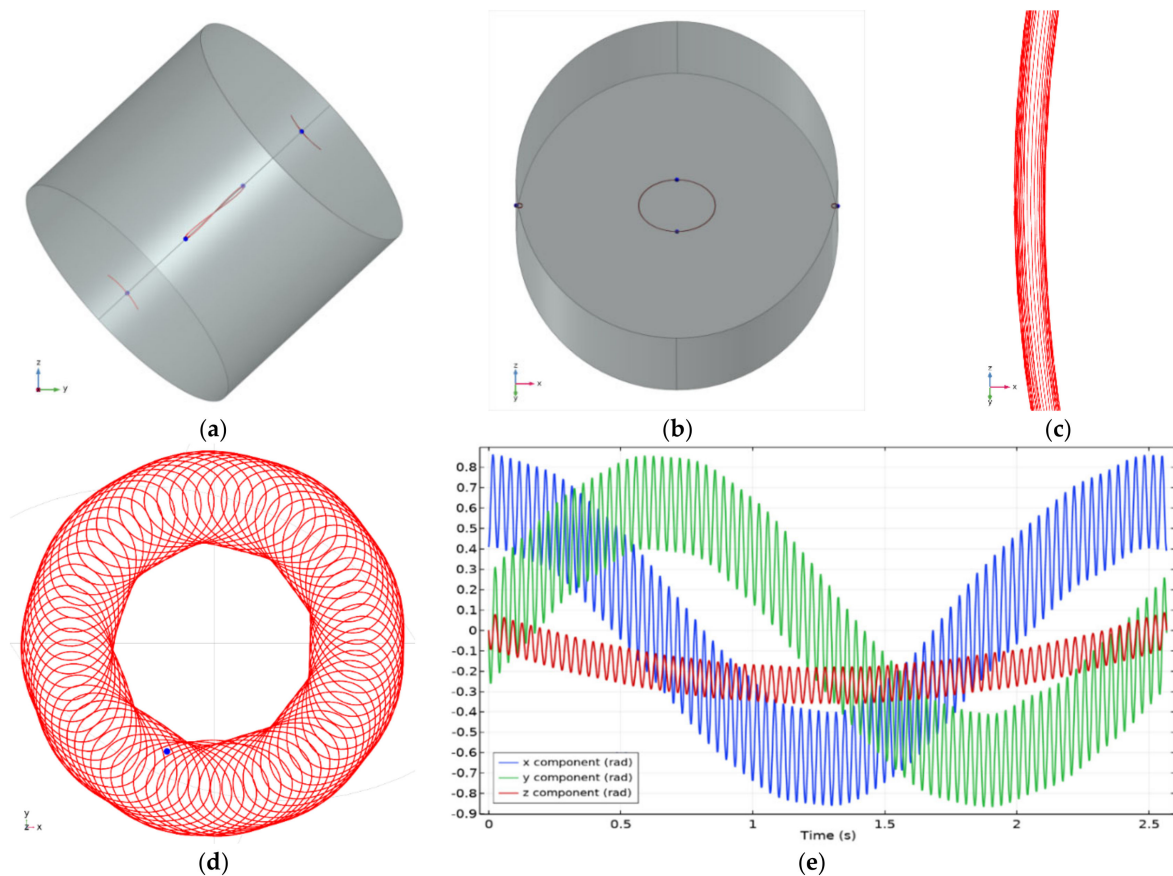 z
y
(a)
z
x
y
(b)
z
x
y
(c)
y
z x
(d)
0.8
0.7
0.6
0.5
0.4
0.3
0.2
0.1
0
-0.1
-0.2
-0.3
-0.4
-0.5
-0.6
-0.7
-0.8
-0.9
x component (rad)
y component (rad)
z component (rad)
0 0.5 1 1.5 2 2.5
Time (s)
(e)